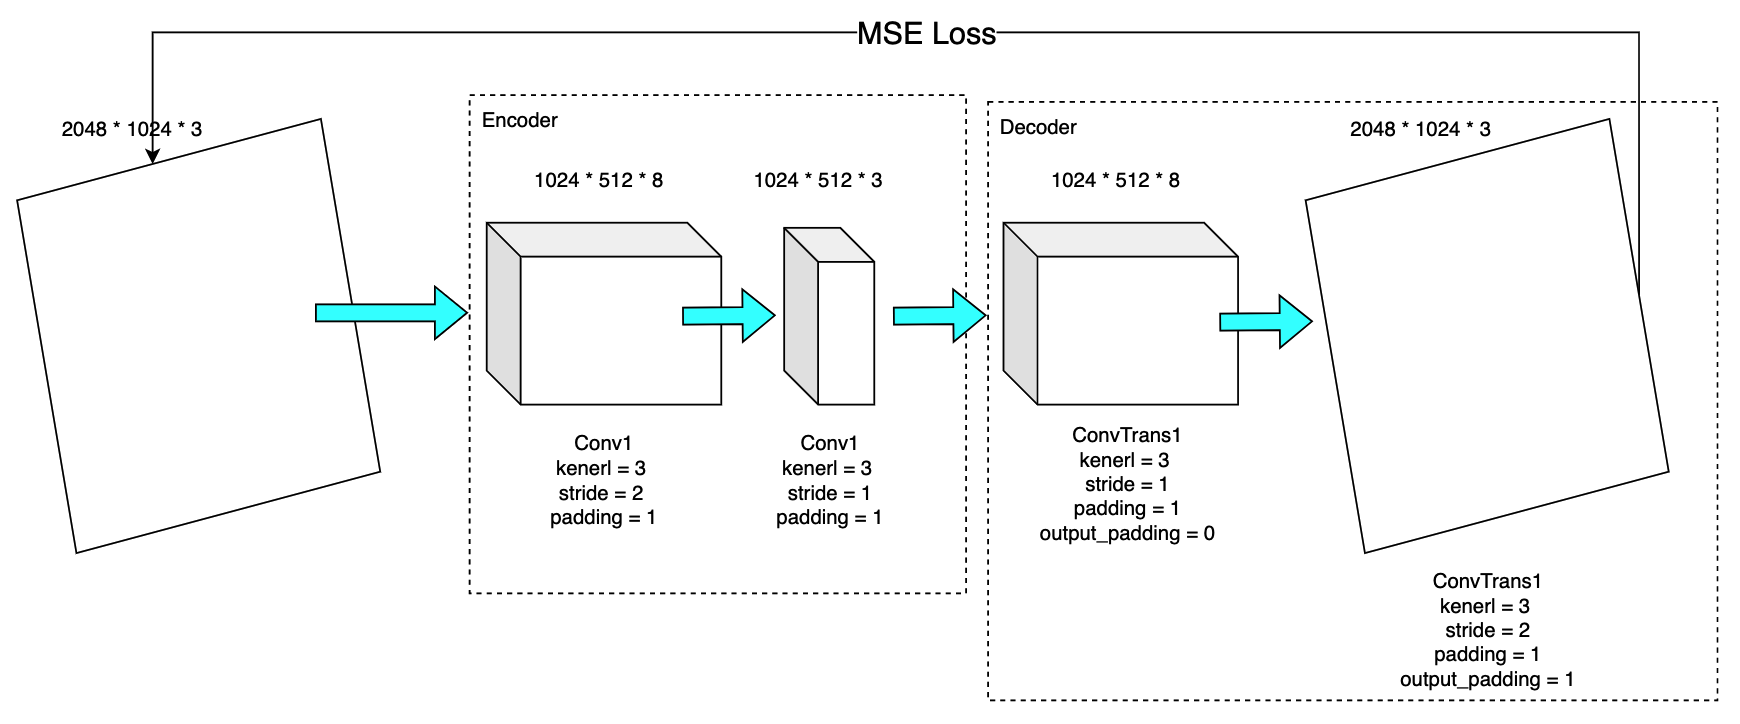 MSE Loss
2048 * 1024 * 3
Encoder
1024 * 512 * 8
1024 * 512 * 3
Conv1
kenerl = 3
stride = 2
padding = 1
Conv1
kenerl = 3
stride = 1
padding = 1
Decoder
1024 * 512 * 8
2048 * 1024 * 3
ConvTrans1
kenerl = 3
stride = 1
padding = 1
output_padding = 0
ConvTrans1
kenerl = 3
stride = 2
padding = 1
output_padding = 1